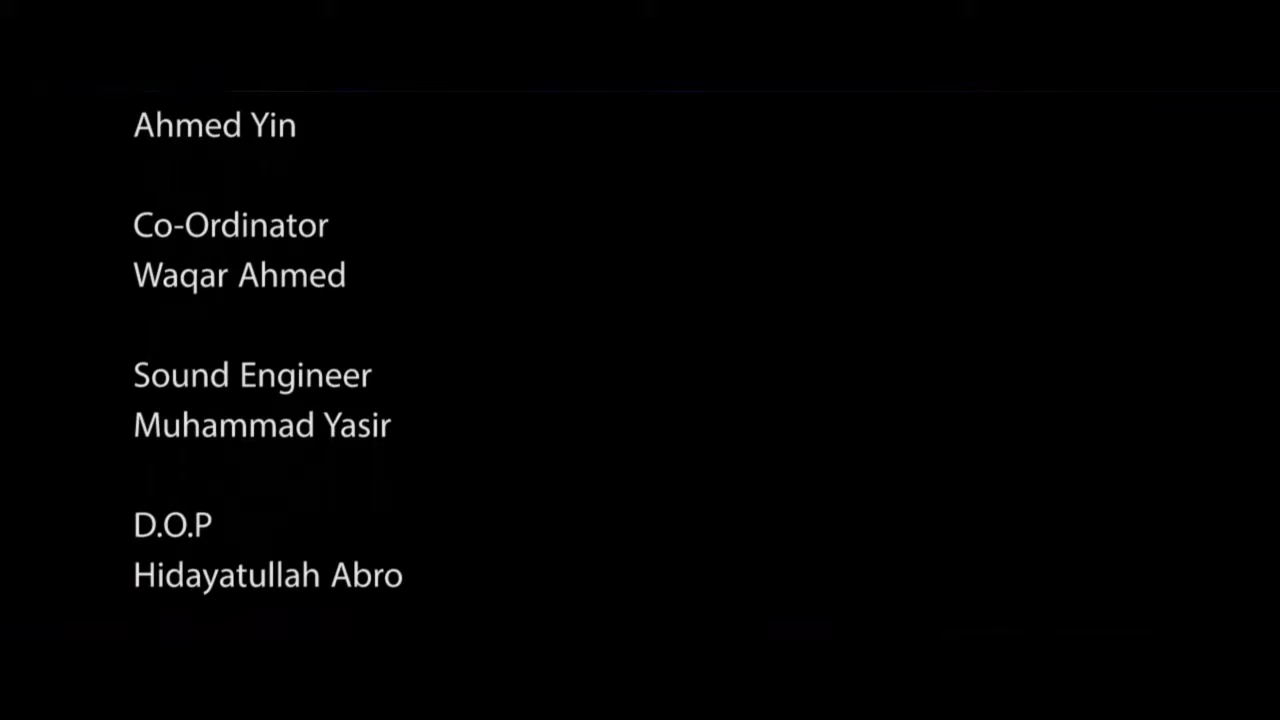 Ahmed Yin
Co-Ordinator
Waqar Ahmed
Sound Engineer
Muhammad Yasir
D.O.P
Hidayatullah Abro